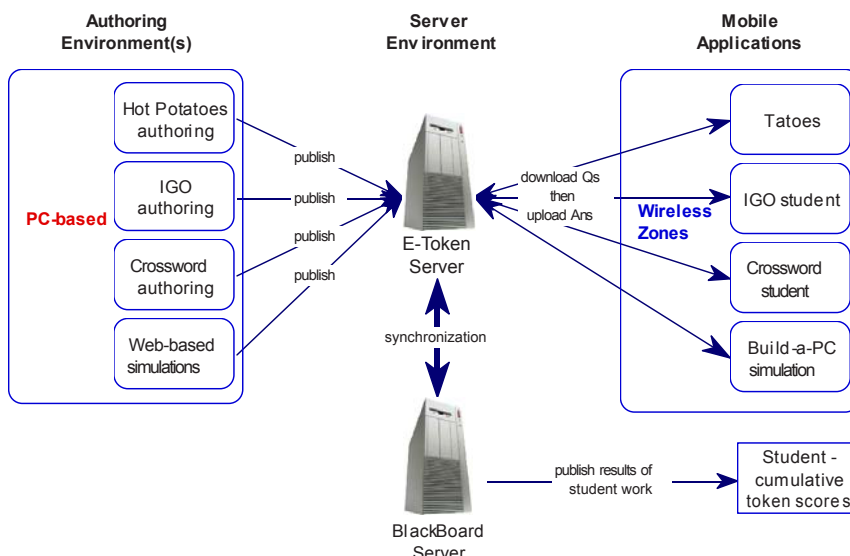 Authoring
Environment(s)
Server
Environment
Mobile
Applications
PC-based
Hot Potatoes
authoring
IGO
authoring
Crossword
authoring
Web-based
simulations
publish
publish
publish
publish
E-Token
Server
synchronization
BlackBoard
Server
download Qs
then
upload Ans
Wireless
Zones
Tatoes
IGO student
Crossword
student
Build-a-PC
simulation
publish results of
student work
Student -
cumulative
token scores